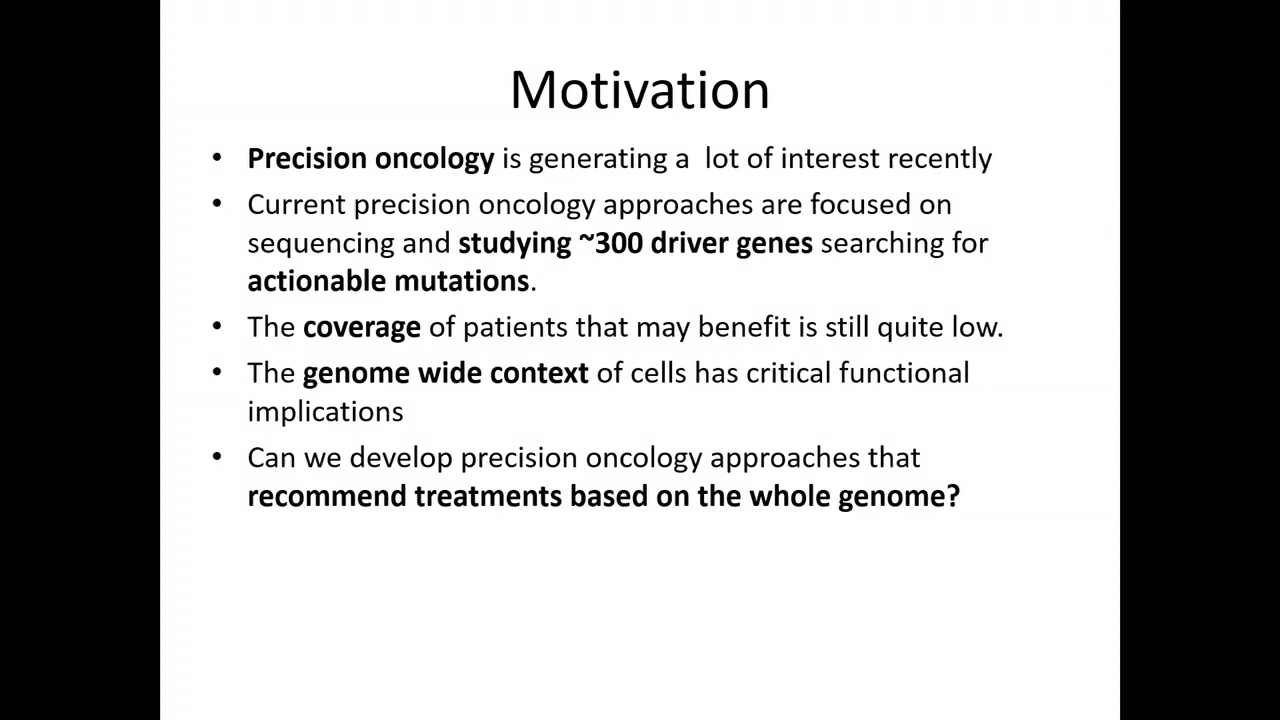 Motivation
• Precision oncology is generating a  lot of interest recently
• Current precision oncology approaches are focused on
sequencing and studying ~300 driver genes searching for
actionable mutations.
• The coverage of patients that may benefit is still quite low.
• The genome wide context of cells has critical functional
implications
• Can we develop precision oncology approaches that
recommend treatments based on the whole genome?